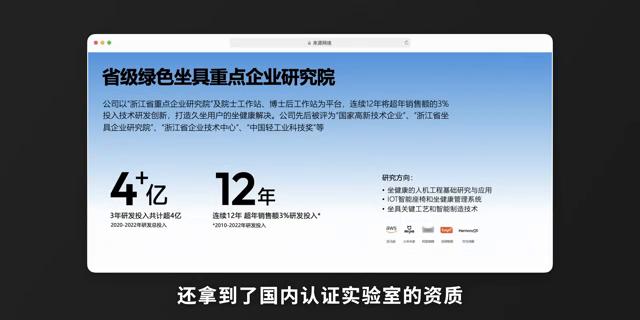 来源网络
省级绿色坐具重点企业研究院
公司以“浙江省重点企业研究院”及院士工作站、博士后工作站为平台，连续12年将超年销售额的3%
投入技术研发创新，打造久坐用户的坐健康解决。公司先后被评为“国家高新技术企业”、“浙江省坐
具企业研究院”、“浙江省企业技术中心”、“中国轻工业科技奖”等
4+亿
3年研发投入共计超4亿
2020-2022年研发总投入
12年
连续12年 超年销售额3%研发投入*
*2010-2022年研发投入
研究方向：
• 坐健康的人机工程基础研究与应用
• IOT智能座椅和坐健康管理系统
• 坐具关键工艺和智能制造技术
aws
HarmonyOS
还拿到了国内认证实验室的资质